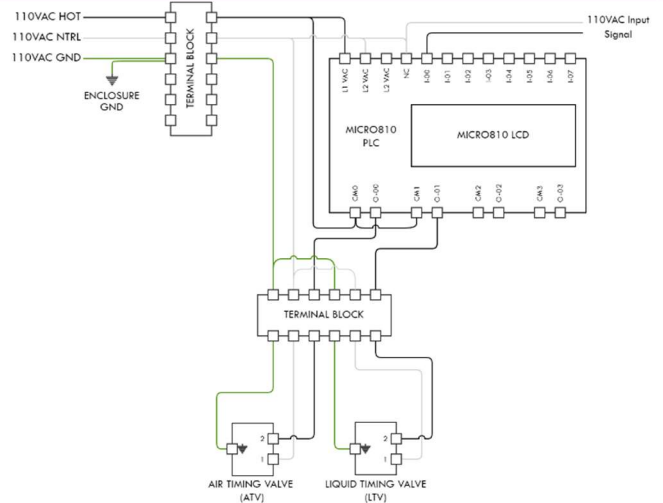 110VAC HOT
110VAC NTRL
110VAC GND
ENCLOSURE
GND
TERMINAL BLOCK
110VAC Input
Signal
L1 VAC
L2 VAC
L2 VAC
NC
I-00
I-01
I-02
I-03
I-04
I-05
I-06
I-07
MICRO810
PLC
MICRO810 LCD
CM0
O-00
CM1
O-01
CM2
O-02
CM3
O-03
TERMINAL BLOCK
2
1
2
1
AIR TIMING VALVE
(ATV)
LIQUID TIMING VALVE
(LTV)